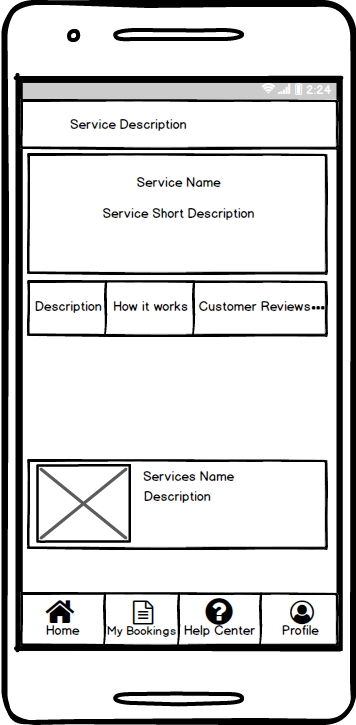 2:24
Service Description
Service Name
Service Short Description
Description How it works Customer Reviews...
Services Name
Description
Home My Bookings Help Center Profile